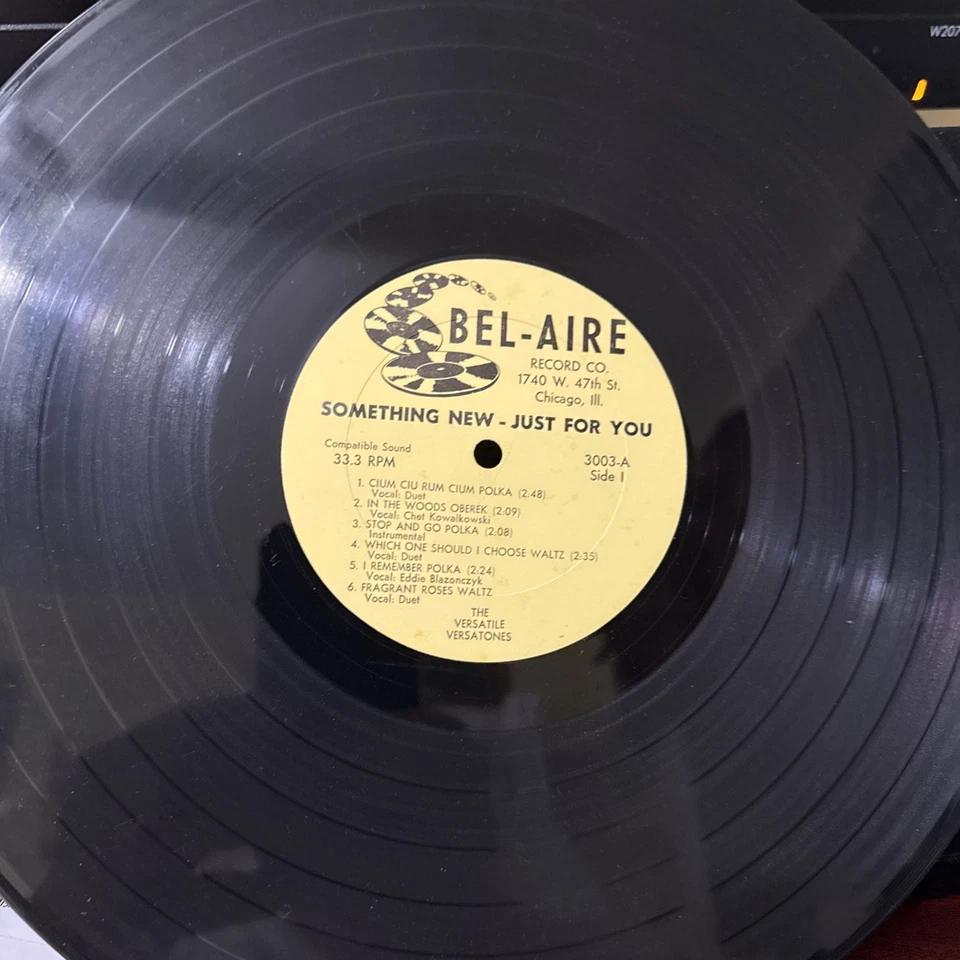 W207
BEL-AIRE
RECORD CO.
1740 W. 47th St.
Chicago, Ill.
SOMETHING NEW - JUST FOR YOU
Compatible Sound
33.3 RPM
3003-A
Side 1
1. CIUM CIU RUM CIUM POLKA (2:48)
Vocal: Duet
2. IN THE WOODS OBEREK (2:09)
Vocal: Chet Kowalkowski
3. STOP AND GO POLKA (2:08)
Instrumental
4. WHICH ONE SHOULD I CHOOSE WALTZ (2:35)
Vocal: Duet
5. I REMEMBER POLKA (2:24)
Vocal: Eddie Blazonczyk
6. FRAGRANT ROSES WALTZ
Vocal: Duet
THE
VERSATILE
VERSATONES